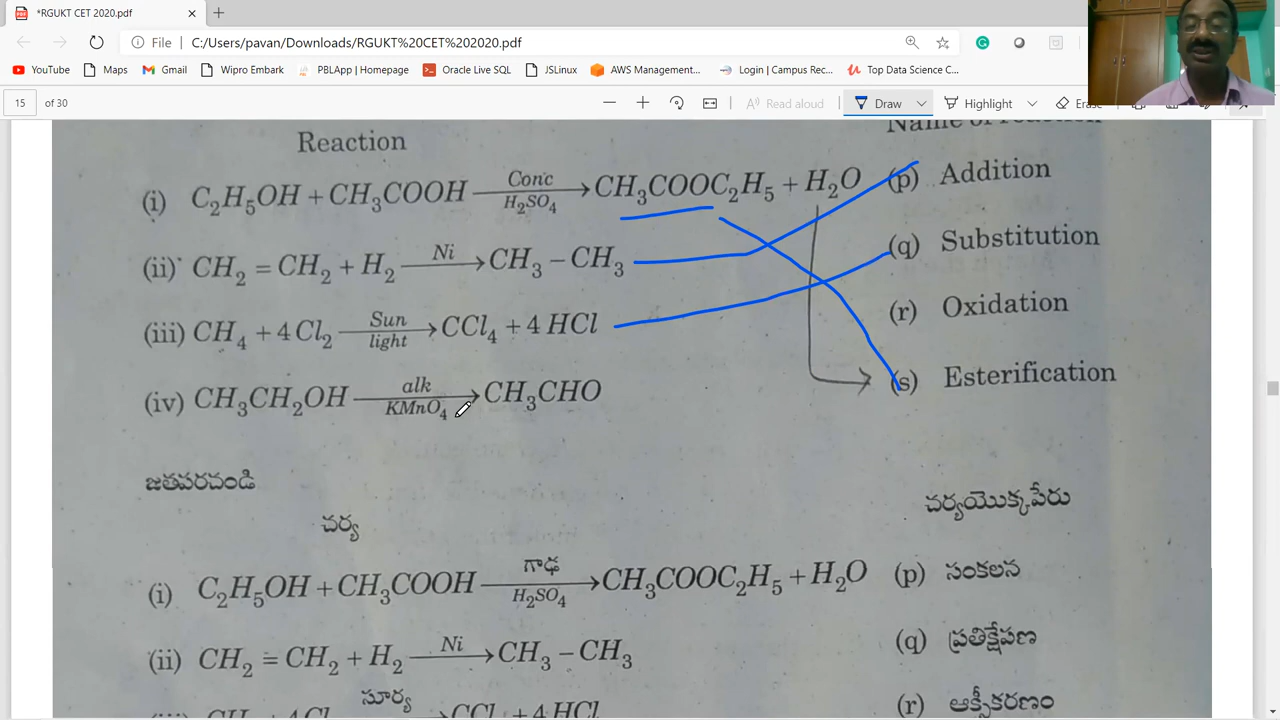 *RGUKT CET 2020.pdf
File C:/Users/pavan/Downloads/RGUKT%20CET%202020.pdf
YouTube Maps Gmail Wipro Embark PBLApp | Homepage Oracle Live SQL JSLinux AWS Management... Login | Campus Rec... Top Data Science C...
15 of 30 Read aloud Draw Highlight Erase
Reaction Name of reaction
(i) C₂H₅OH + CH₃COOH —Conc/H₂SO₄→ CH₃COOC₂H₅ + H₂O (p) Addition
(ii) CH₂ = CH₂ + H₂ —Ni→ CH₃ – CH₃ (q) Substitution
(iii) CH₄ + 4Cl₂ —Sun/light→ CCl₄ + 4 HCl (r) Oxidation
(iv) CH₃CH₂OH —alk/KMnO₄→ CH₃CHO (s) Esterification
జతపరచండి
చర్య చర్యయొక్కపేరు
(i) C₂H₅OH + CH₃COOH —గాఢ/H₂SO₄→ CH₃COOC₂H₅ + H₂O (p) సంకలన
(ii) CH₂ = CH₂ + H₂ —Ni→ CH₃ – CH₃ (q) ప్రతిక్షేపణ
సూర్య (r) ఆక్సీకరణం